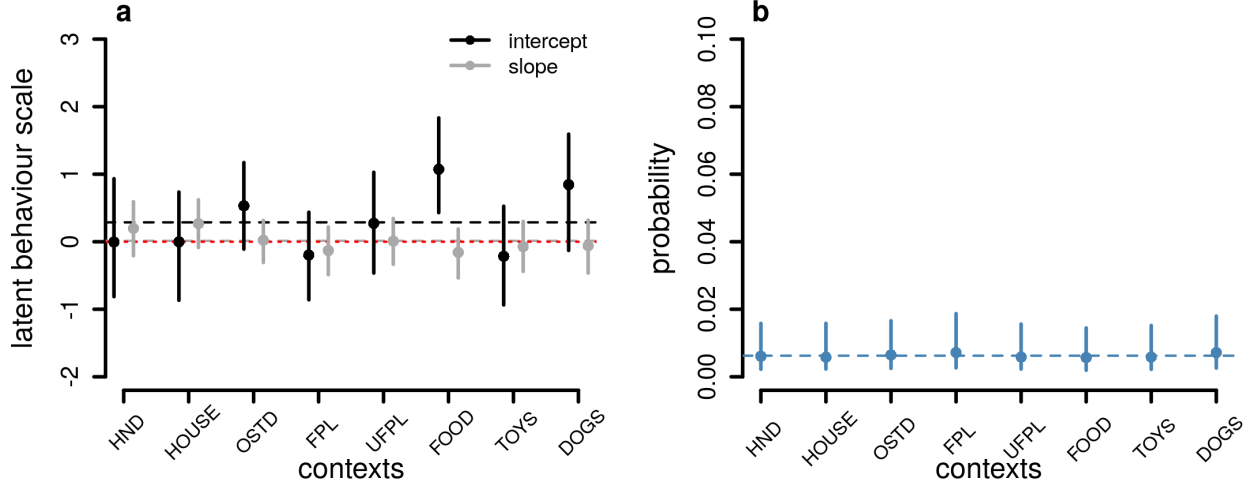 a
latent behaviour scale
3
2
1
0
-1
-2
intercept
slope
HND
HOUSE
OSTD
FPL
UFPL
FOOD
TOYS
DOGS
contexts
b
probability
0.10
0.08
0.06
0.04
0.02
0.00
HND
HOUSE
OSTD
FPL
UFPL
FOOD
TOYS
DOGS
contexts